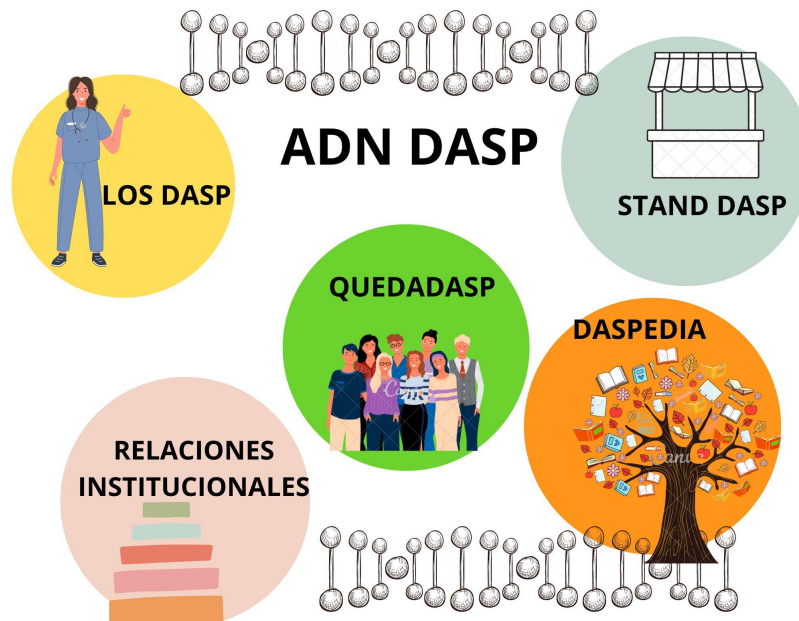 ADN DASP
LOS DASP
STAND DASP
QUEDADASP
DASPEDIA
RELACIONES
INSTITUCIONALES